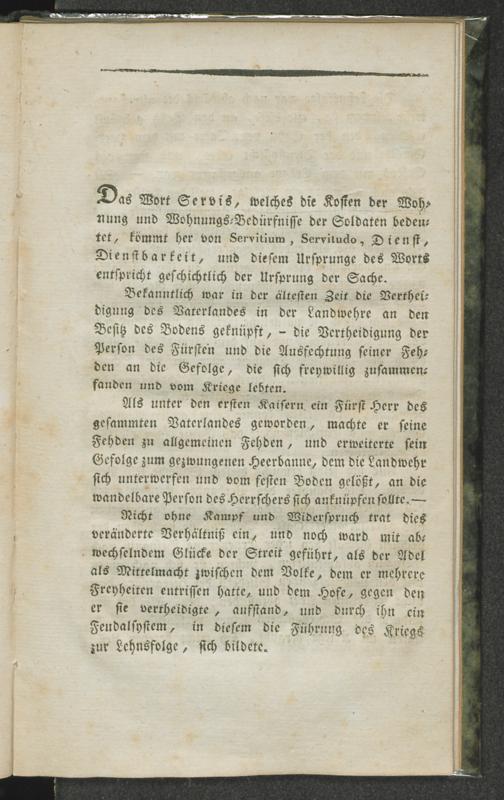 Das Wort Servis, welches die Kosten der Woh-
nung und Wohnungs-Bedürfnisse der Soldaten bedeu-
tet, kömmt her von Servitium, Servitudo, Dienst,
Dienstbarkeit, und diesem Ursprunge des Worts
entspricht geschichtlich der Ursprung der Sache.
Bekanntlich war in der ältesten Zeit die Verthei-
digung des Vaterlandes in der Landwehre an den
Besitz des Bodens geknüpft, – die Vertheidigung der
Person des Fürsten und die Ausfechtung seiner Feh-
den an die Gefolge, die sich freywillig zusammen-
fanden und vom Kriege lebten.
Als unter den ersten Kaisern ein Fürst Herr des
gesammten Vaterlandes geworden, machte er seine
Fehden zu allgemeinen Fehden, und erweiterte sein
Gefolge zum gezwungenen Heerbanne, dem die Landwehr
sich unterwerfen und vom festen Boden gelößt, an die
wandelbare Person des Herrschers sich anknüpfen sollte.—
Nicht ohne Kampf und Widerspruch trat dies
veränderte Verhältniß ein, und noch ward mit ab-
wechselndem Glücke der Streit geführt, als der Adel
als Mittelmacht zwischen dem Volke, dem er mehrere
Freyheiten entrissen hatte, und dem Hofe, gegen den
er sie vertheidigte, aufstand, und durch ihn ein
Feudalsystem, in diesem die Führung des Kriegs
zur Lehnsfolge, sich bildete.